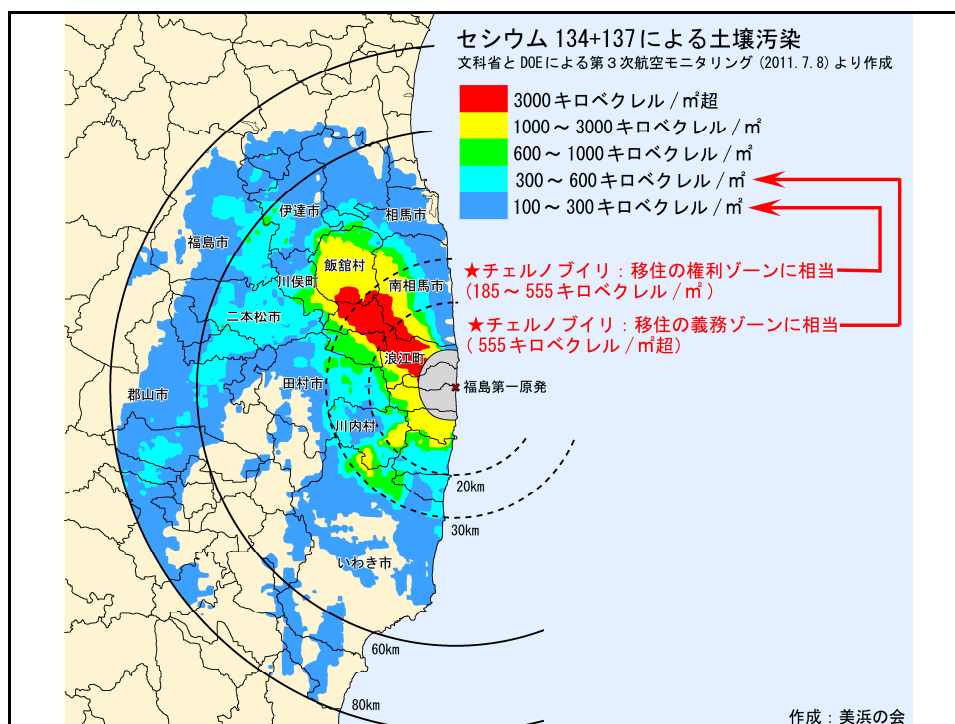 セシウム134+137による土壌汚染
文科省とDOEによる第3次航空モニタリング(2011.7.8)より作成
3000キロベクレル/㎡超
1000～3000キロベクレル/㎡
600～1000キロベクレル/㎡
300～600キロベクレル/㎡
100～300キロベクレル/㎡
★チェルノブイリ：移住の権利ゾーンに相当
(185～555キロベクレル/㎡)
★チェルノブイリ：移住の義務ゾーンに相当
(555キロベクレル/㎡超)
伊達市
相馬市
福島市
飯舘村
川俣町
南相馬市
二本松市
浪江町
田村市
福島第一原発
郡山市
川内村
20km
30km
いわき市
60km
80km
作成：美浜の会